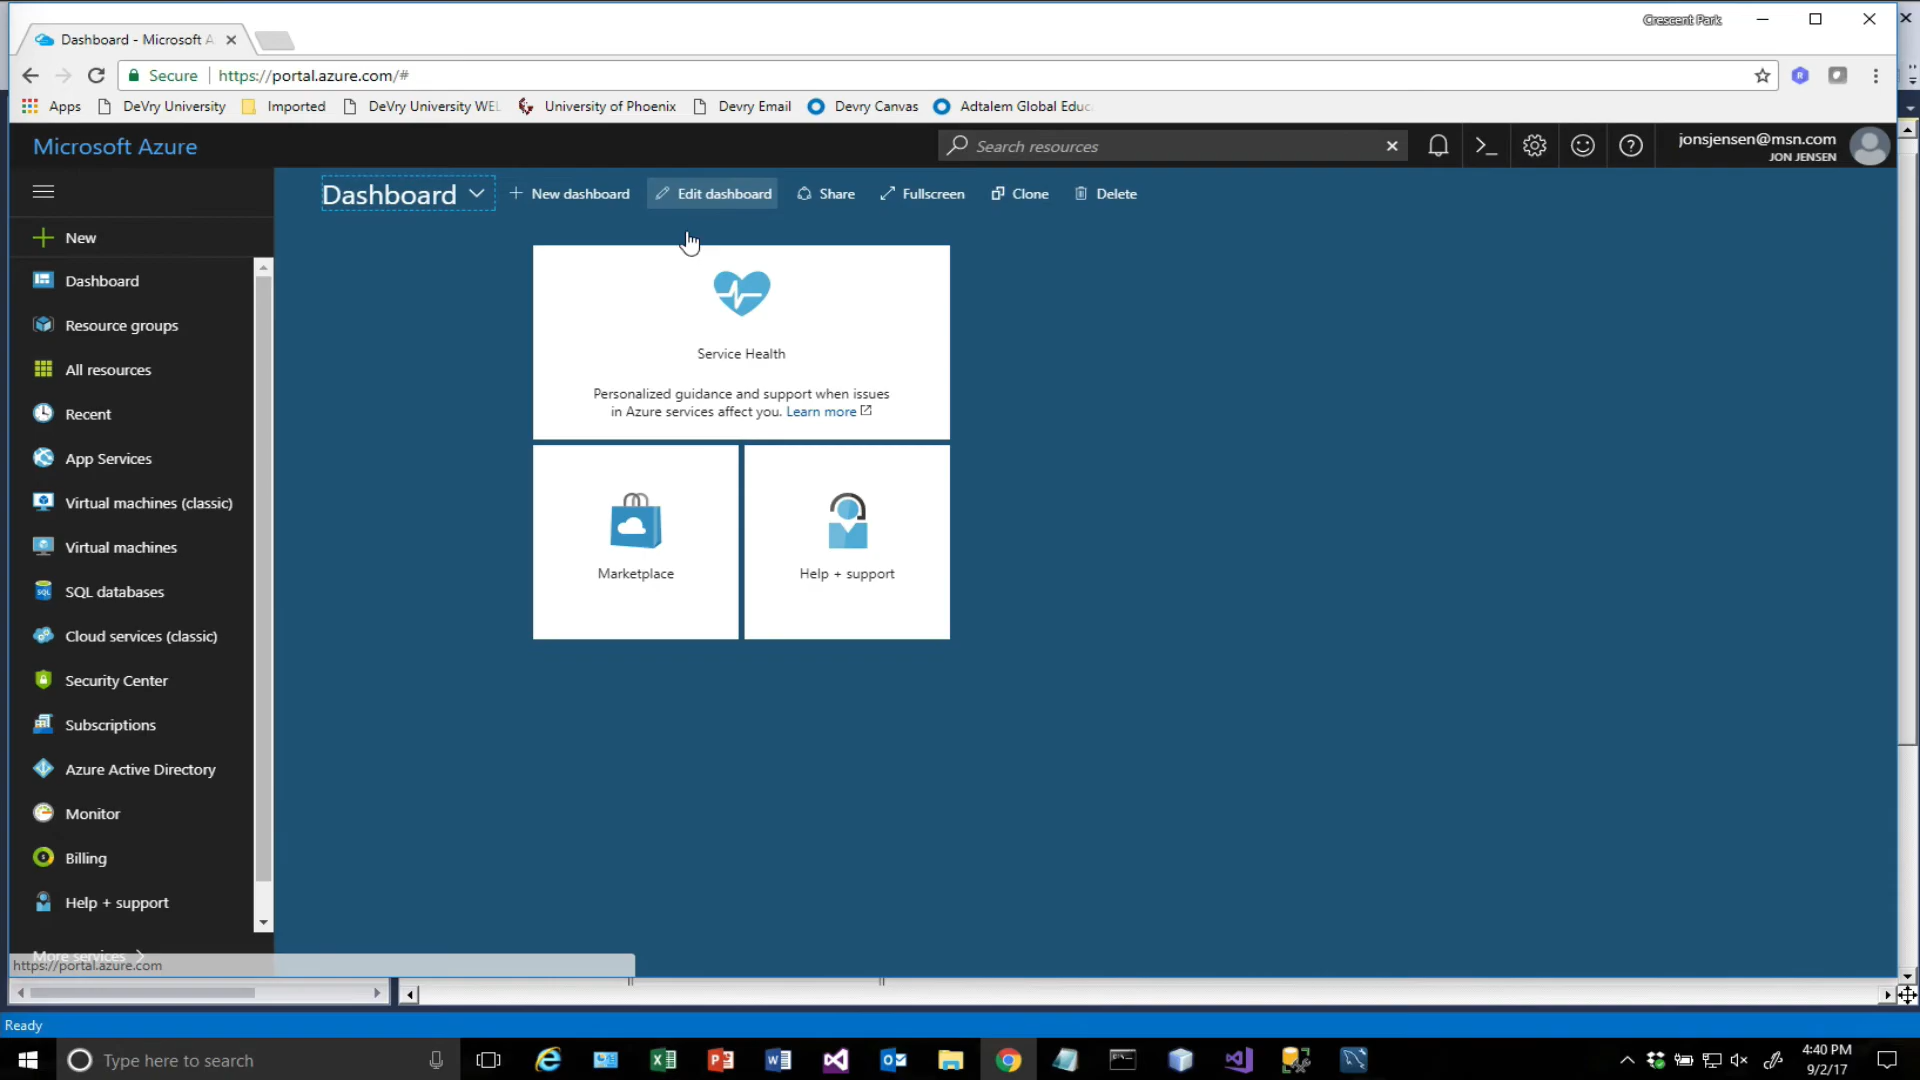 Crescent Park
Dashboard - Microsoft A
Secure
https://portal.azure.com/#
Apps
DeVry University
Imported
DeVry University WEL
University of Phoenix
Devry Email
Devry Canvas
Adtalem Global Educ
Microsoft Azure
Search resources
jonsjensen@msn.com
JON JENSEN
Dashboard
New dashboard
Edit dashboard
Share
Fullscreen
Clone
Delete
New
Dashboard
Resource groups
All resources
Recent
App Services
Virtual machines (classic)
Virtual machines
SQL databases
Cloud services (classic)
Security Center
Subscriptions
Azure Active Directory
Monitor
Billing
Help + support
More services
https://portal.azure.com
Service Health
Personalized guidance and support when issues
in Azure services affect you. Learn more
Marketplace
Help + support
Ready
Type here to search
4:40 PM
9/2/17